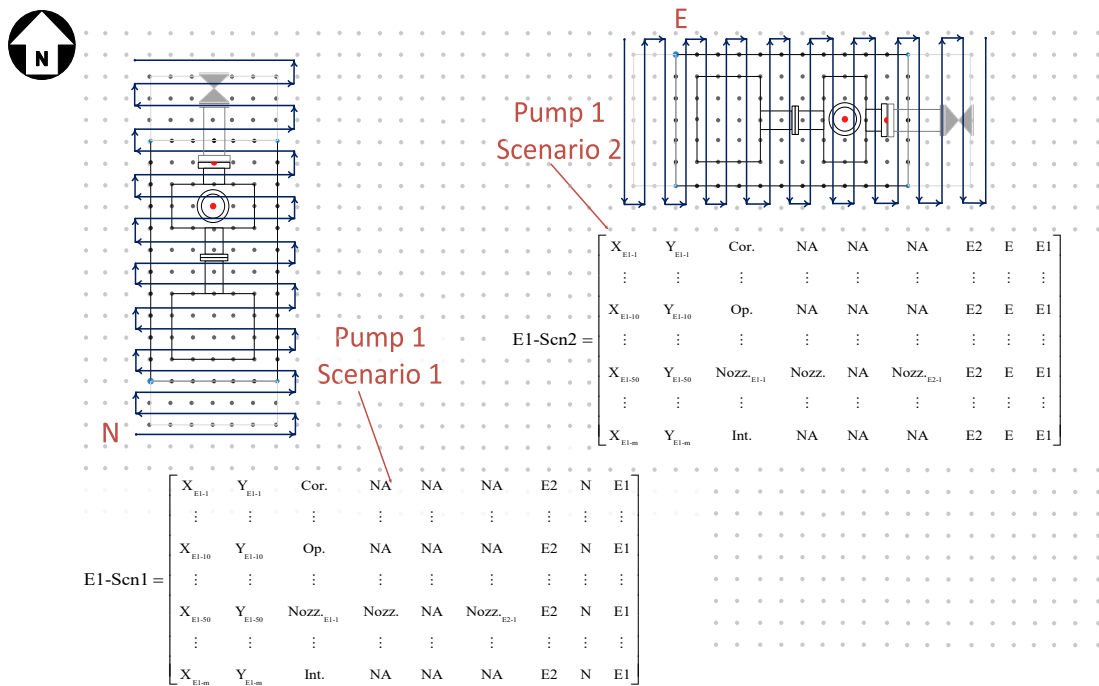 N
E
Pump 1
Scenario 2
X E1-1 Y E1-1 Cor. NA NA NA E2 E E1
⋮ ⋮ ⋮ ⋮ ⋮ ⋮ ⋮ ⋮ ⋮
X E1-10 Y E1-10 Op. NA NA NA E2 E E1
E1-Scn2 = ⋮ ⋮ ⋮ ⋮ ⋮ ⋮ ⋮ ⋮ ⋮
X E1-50 Y E1-50 Nozz. E1-1 Nozz. NA Nozz. E2-1 E2 E E1
⋮ ⋮ ⋮ ⋮ ⋮ ⋮ ⋮ ⋮ ⋮
X E1-m Y E1-m Int. NA NA NA E2 E E1
Pump 1
Scenario 1
N
X E1-1 Y E1-1 Cor. NA NA NA E2 N E1
⋮ ⋮ ⋮ ⋮ ⋮ ⋮ ⋮ ⋮ ⋮
X E1-10 Y E1-10 Op. NA NA NA E2 N E1
E1-Scn1 = ⋮ ⋮ ⋮ ⋮ ⋮ ⋮ ⋮ ⋮ ⋮
X E1-50 Y E1-50 Nozz. E1-1 Nozz. NA Nozz. E2-1 E2 N E1
⋮ ⋮ ⋮ ⋮ ⋮ ⋮ ⋮ ⋮ ⋮
X E1-m Y E1-m Int. NA NA NA E2 N E1